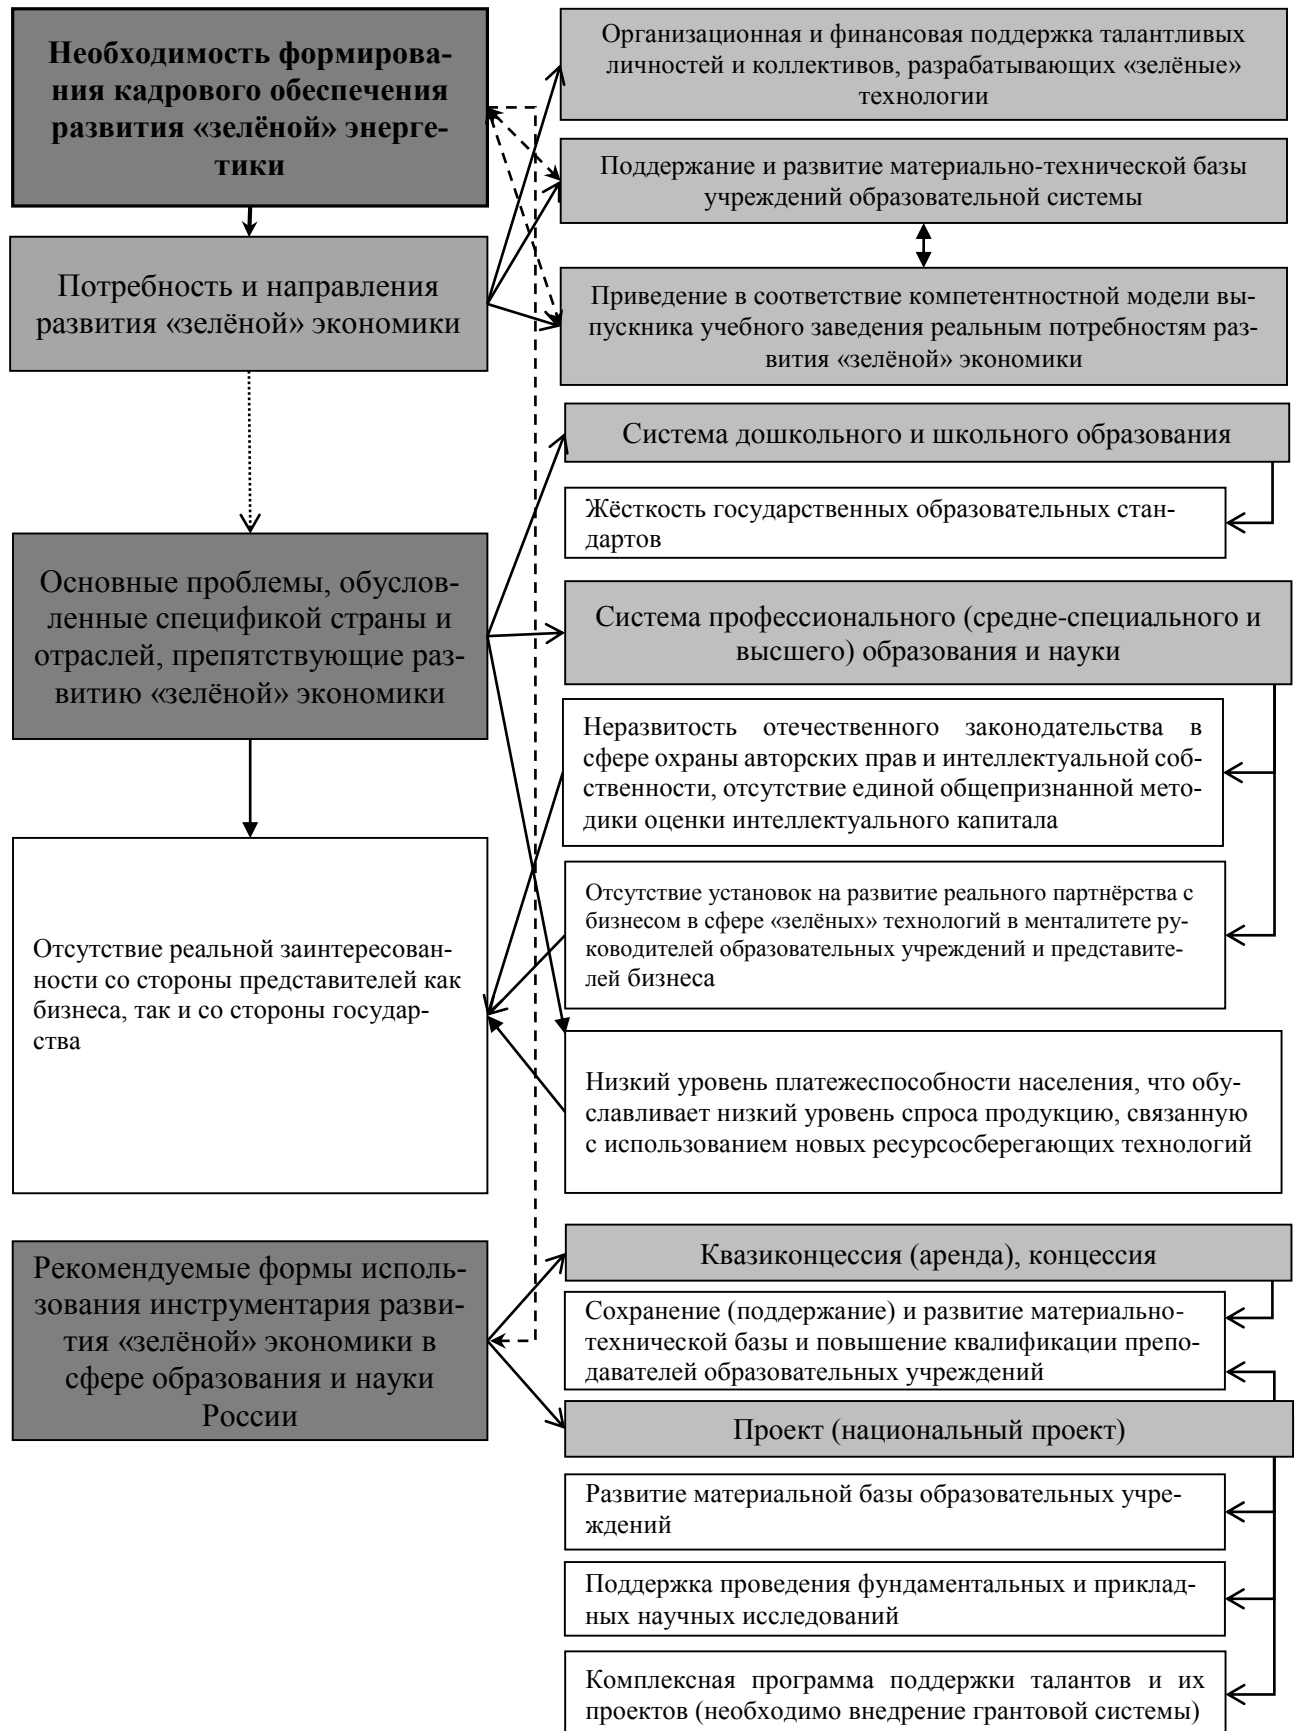 Необходимость формирова-
ния кадрового обеспечения
развития «зелёной» энерге-
тики
Потребность и направления
развития «зелёной» экономики
Организационная и финансовая поддержка талантливых
личностей и коллективов, разрабатывающих «зелёные»
технологии
Поддержание и развитие материально-технической базы
учреждений образовательной системы
Приведение в соответствие компетентностной модели вы-
пускника учебного заведения реальным потребностям раз-
вития «зелёной» экономики
Основные проблемы, обуслов-
ленные спецификой страны и
отраслей, препятствующие раз-
витию «зелёной» экономики
Система дошкольного и школьного образования
Жёсткость государственных образовательных стан-
дартов
Система профессионального (средне-специального и
высшего) образования и науки
Неразвитость отечественного законодательства в
сфере охраны авторских прав и интеллектуальной соб-
ственности, отсутствие единой общепризнанной мето-
дики оценки интеллектуального капитала
Отсутствие установок на развитие реального партнёрства с
бизнесом в сфере «зелёных» технологий в менталитете ру-
ководителей образовательных учреждений и представите-
лей бизнеса
Отсутствие реальной заинтересован-
ности со стороны представителей как
бизнеса, так и со стороны государ-
ства
Низкий уровень платежеспособности населения, что обу-
славливает низкий уровень спроса продукцию, связанную
с использованием новых ресурсосберегающих технологий
Рекомендуемые формы исполь-
зования инструментария разви-
тия «зелёной» экономики в
сфере образования и науки
России
Квазиконцессия (аренда), концессия
Сохранение (поддержание) и развитие материально-
технической базы и повышение квалификации препо-
давателей образовательных учреждений
Проект (национальный проект)
Развитие материальной базы образовательных учре-
ждений
Поддержка проведения фундаментальных и приклад-
ных научных исследований
Комплексная программа поддержки талантов и их
проектов (необходимо внедрение грантовой системы)